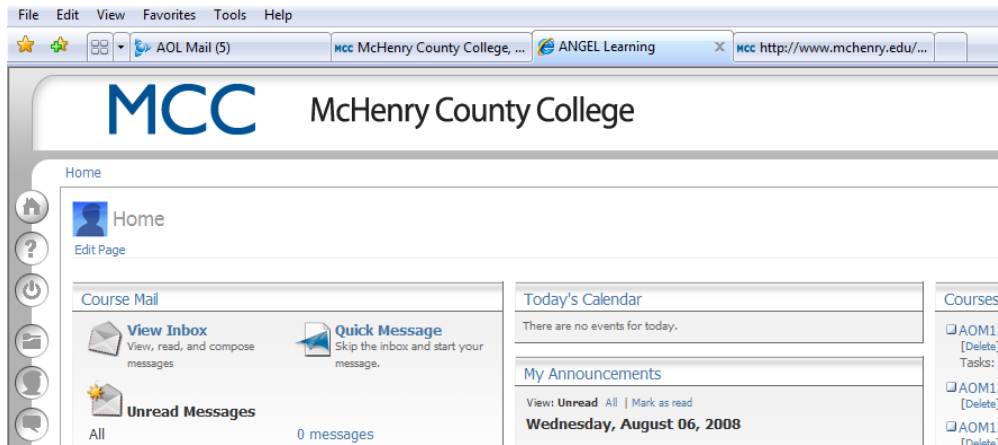 File Edit View Favorites Tools Help
AOL Mail (5) MCC McHenry County College, ... ANGEL Learning X MCC http://www.mchenry.edu/...
MCC McHenry County College
Home
Home
Edit Page
Course Mail
View Inbox
View, read, and compose
messages
Quick Message
Skip the inbox and start your
message.
Unread Messages
All 0 messages
Today's Calendar
There are no events for today.
My Announcements
View: Unread All | Mark as read
Wednesday, August 06, 2008
Courses
AOM1
[Delete]
Tasks:
AOM1
[Delete]
AOM1
[Delete]